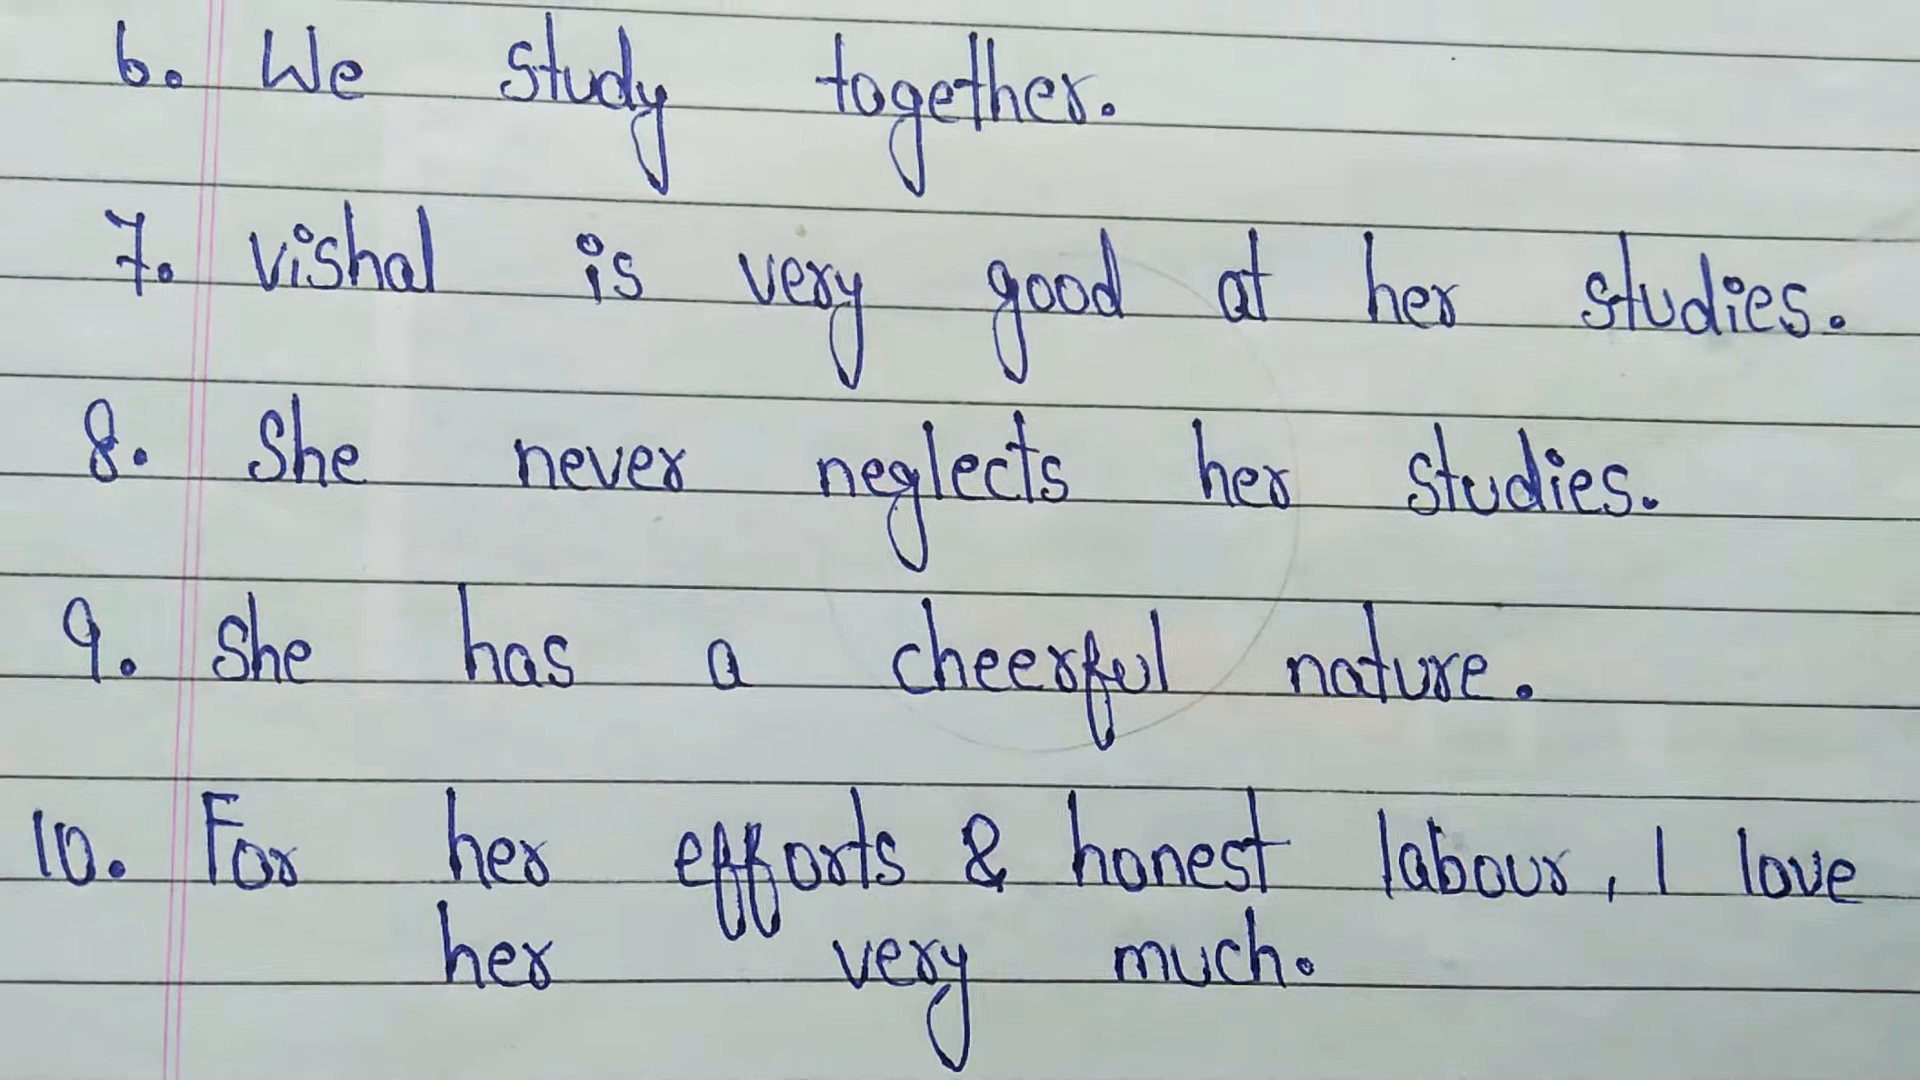 6. We study together.
7. vishal is very good at her studies.
8. She never neglects her studies.
9. She has a cheerful nature.
10. For her efforts & honest labour, I love
her very much.